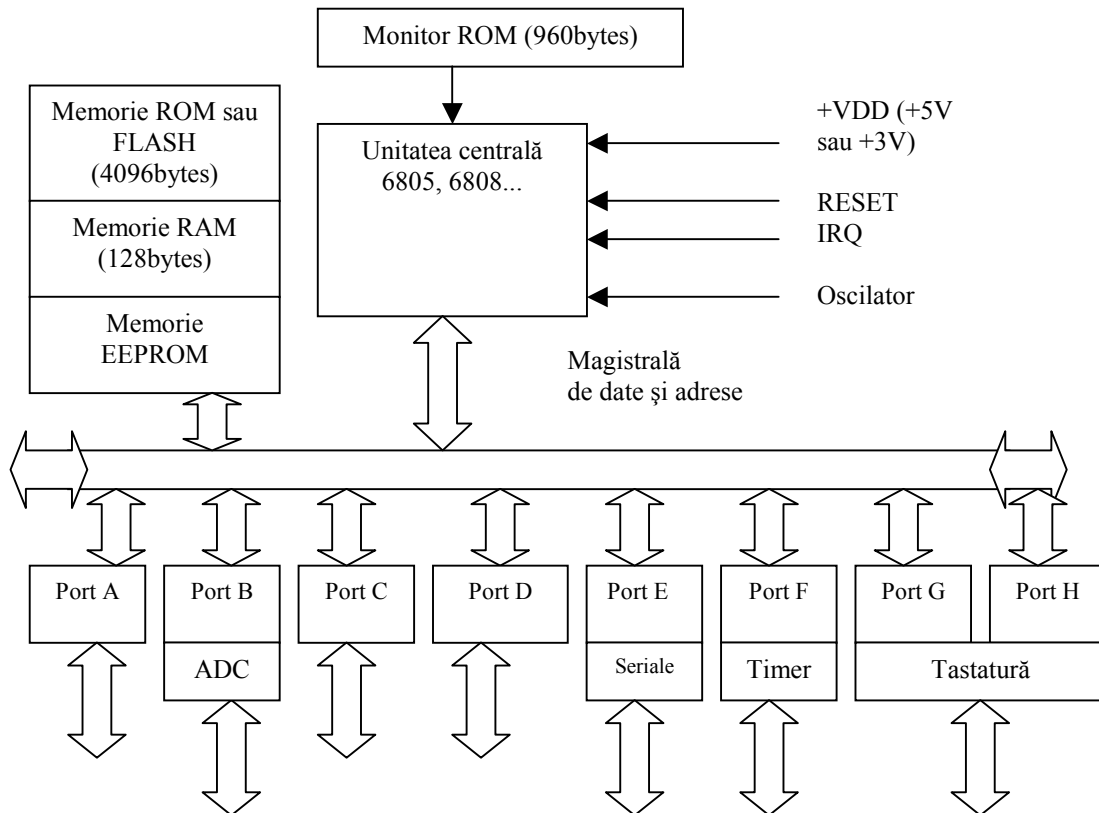 Monitor ROM (960bytes)
Memorie ROM sau
FLASH
(4096bytes)
Memorie RAM
(128bytes)
Memorie
EEPROM
Unitatea centrală
6805, 6808...
+VDD (+5V
sau +3V)
RESET
IRQ
Oscilator
Magistrală
de date şi adrese
Port A
Port B
Port C
Port D
Port E
Port F
Port G
Port H
ADC
Seriale
Timer
Tastatură